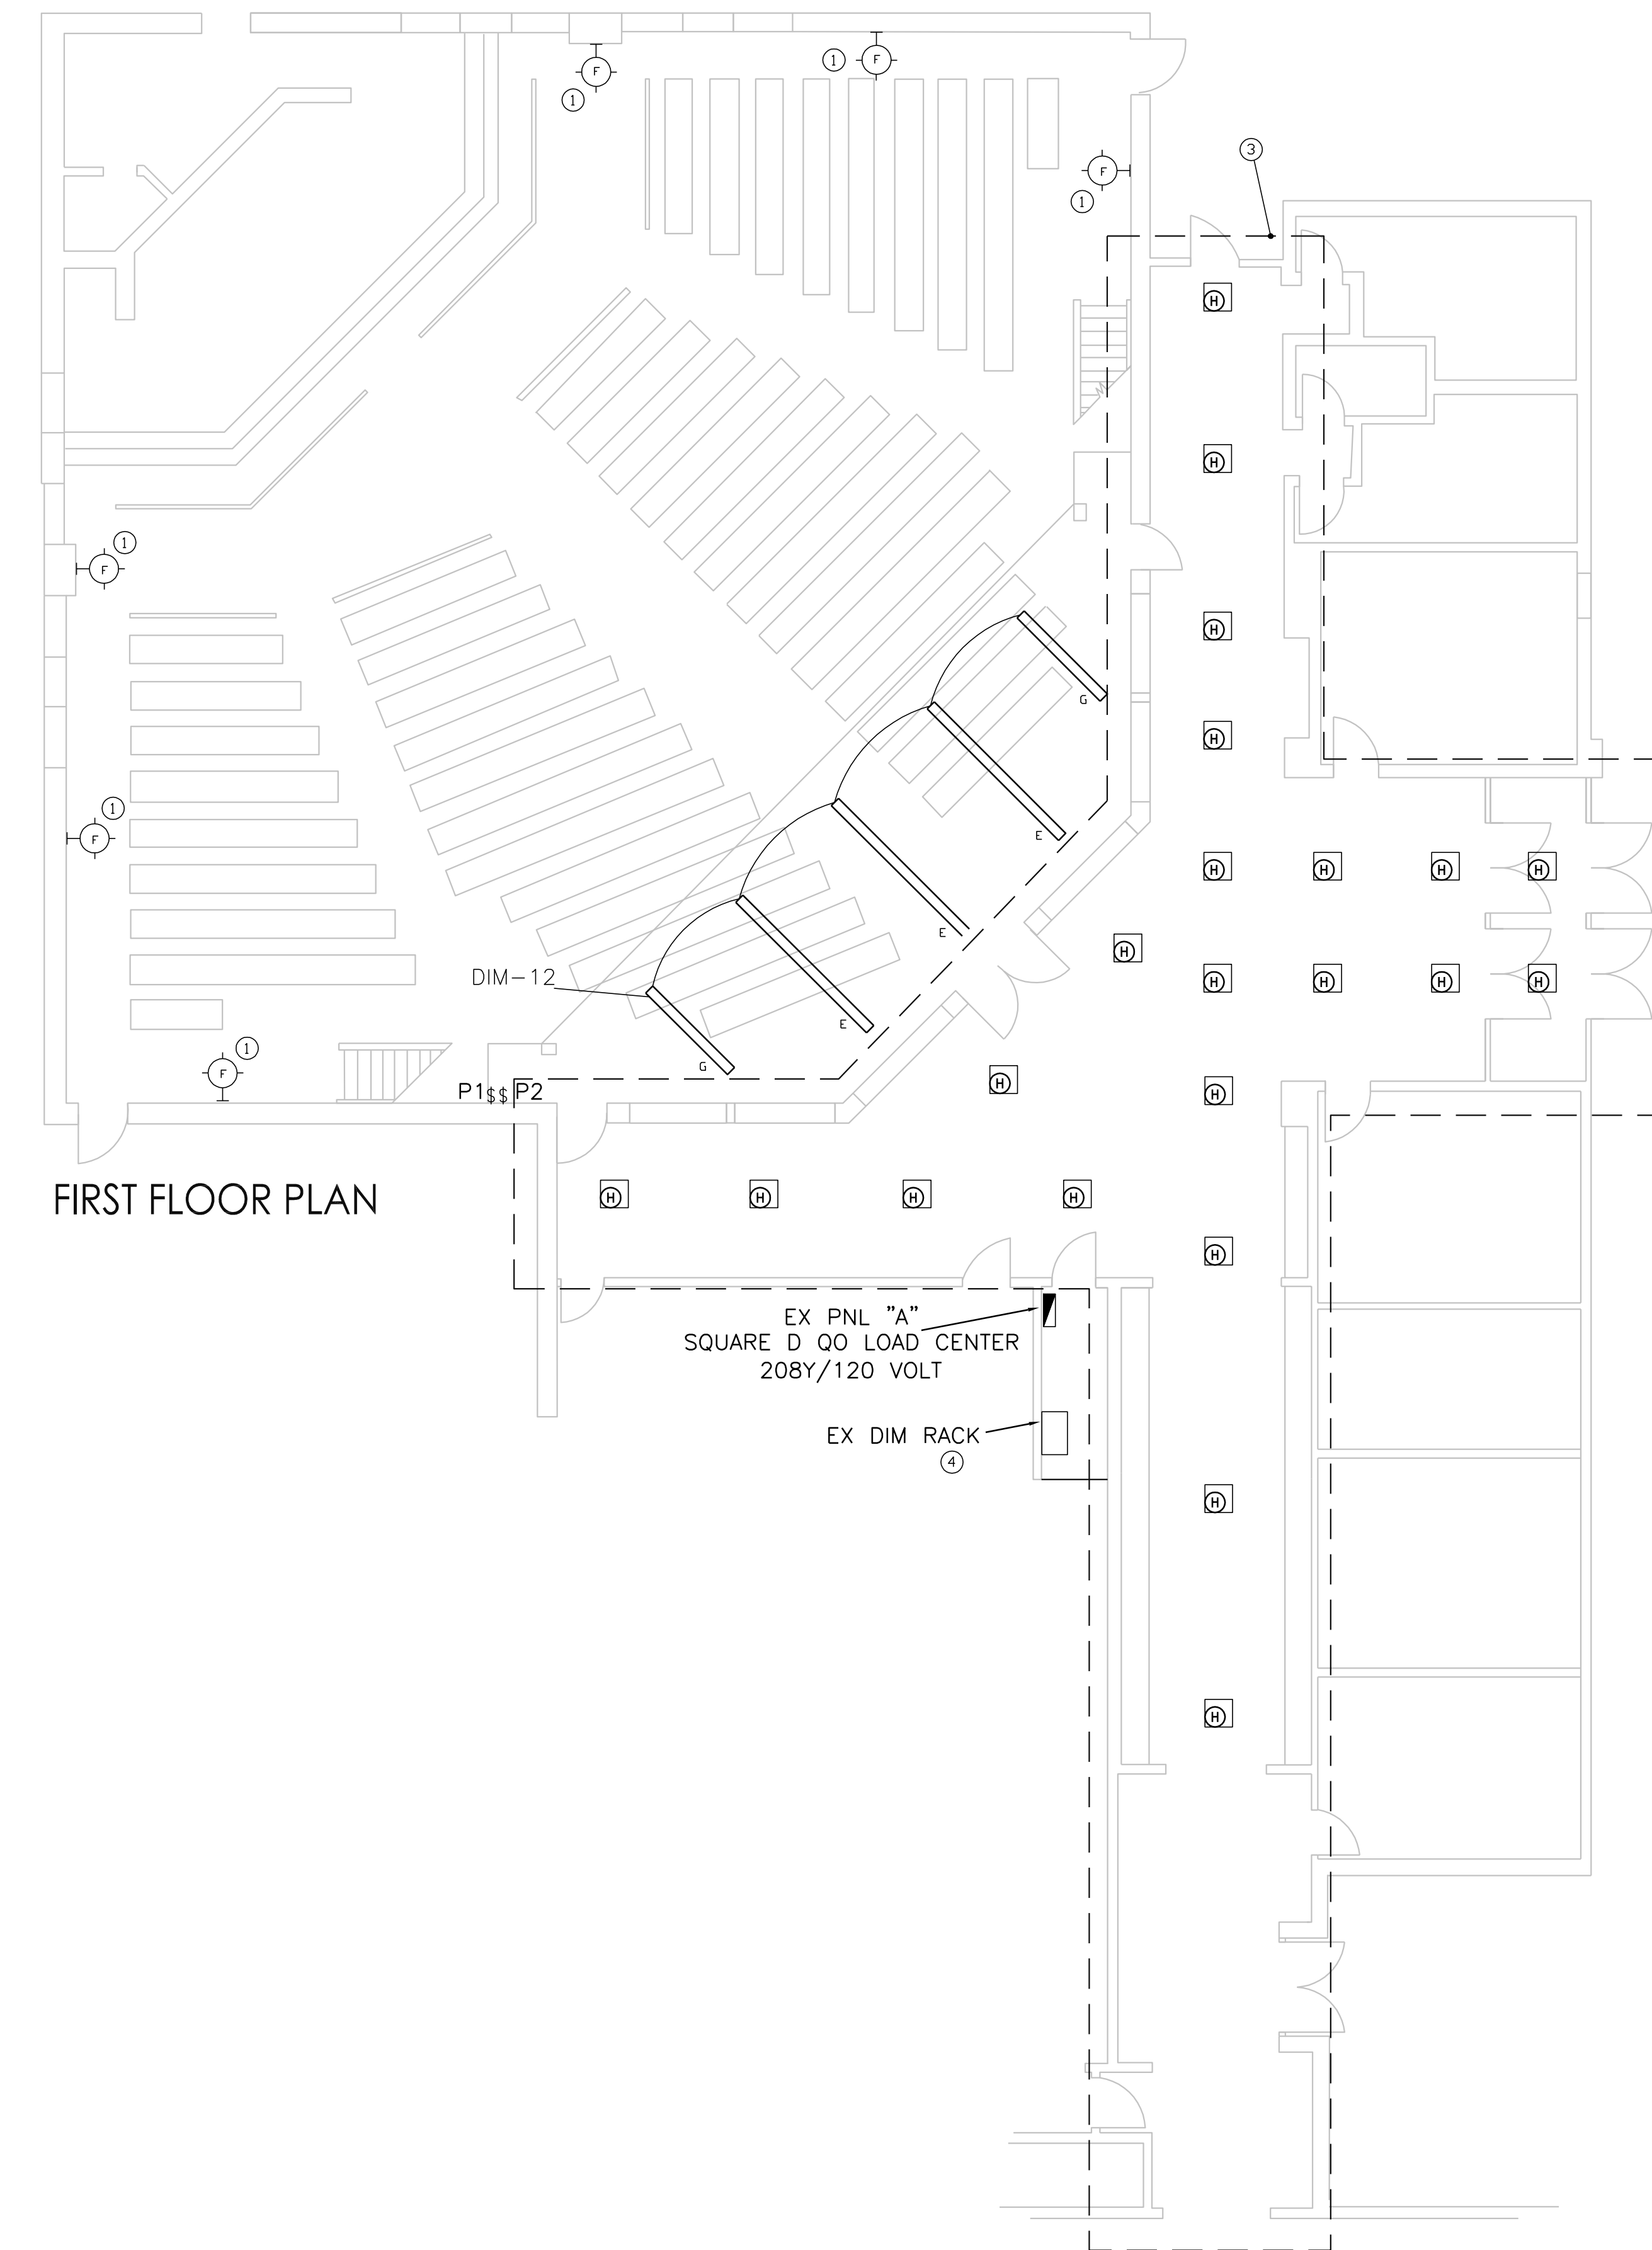 1 F
F
1
3
F
1
H
H
1
F
H
G
H
1
E
F
H H H H
E
H
DIM-12
H H H H
E
1
G
F
H
P1$$ P2
H
H H H H
FIRST FLOOR PLAN
H
EX PNL ”A”
SQUARE D QO LOAD CENTER
208Y/120 VOLT
EX DIM RACK
4
H
H